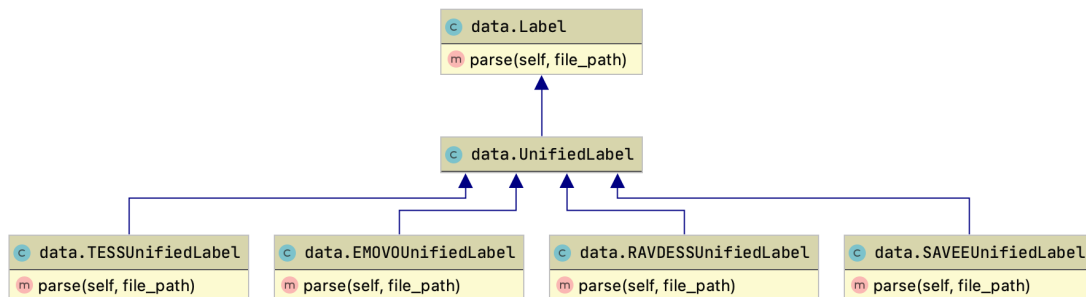 c data.Label
m parse(self, file_path)
c data.UnifiedLabel
c data.TESSUnifiedLabel
m parse(self, file_path)
c data.EMOVOUnifiedLabel
m parse(self, file_path)
c data.RAVDESSUnifiedLabel
m parse(self, file_path)
c data.SAVEEUnifiedLabel
m parse(self, file_path)